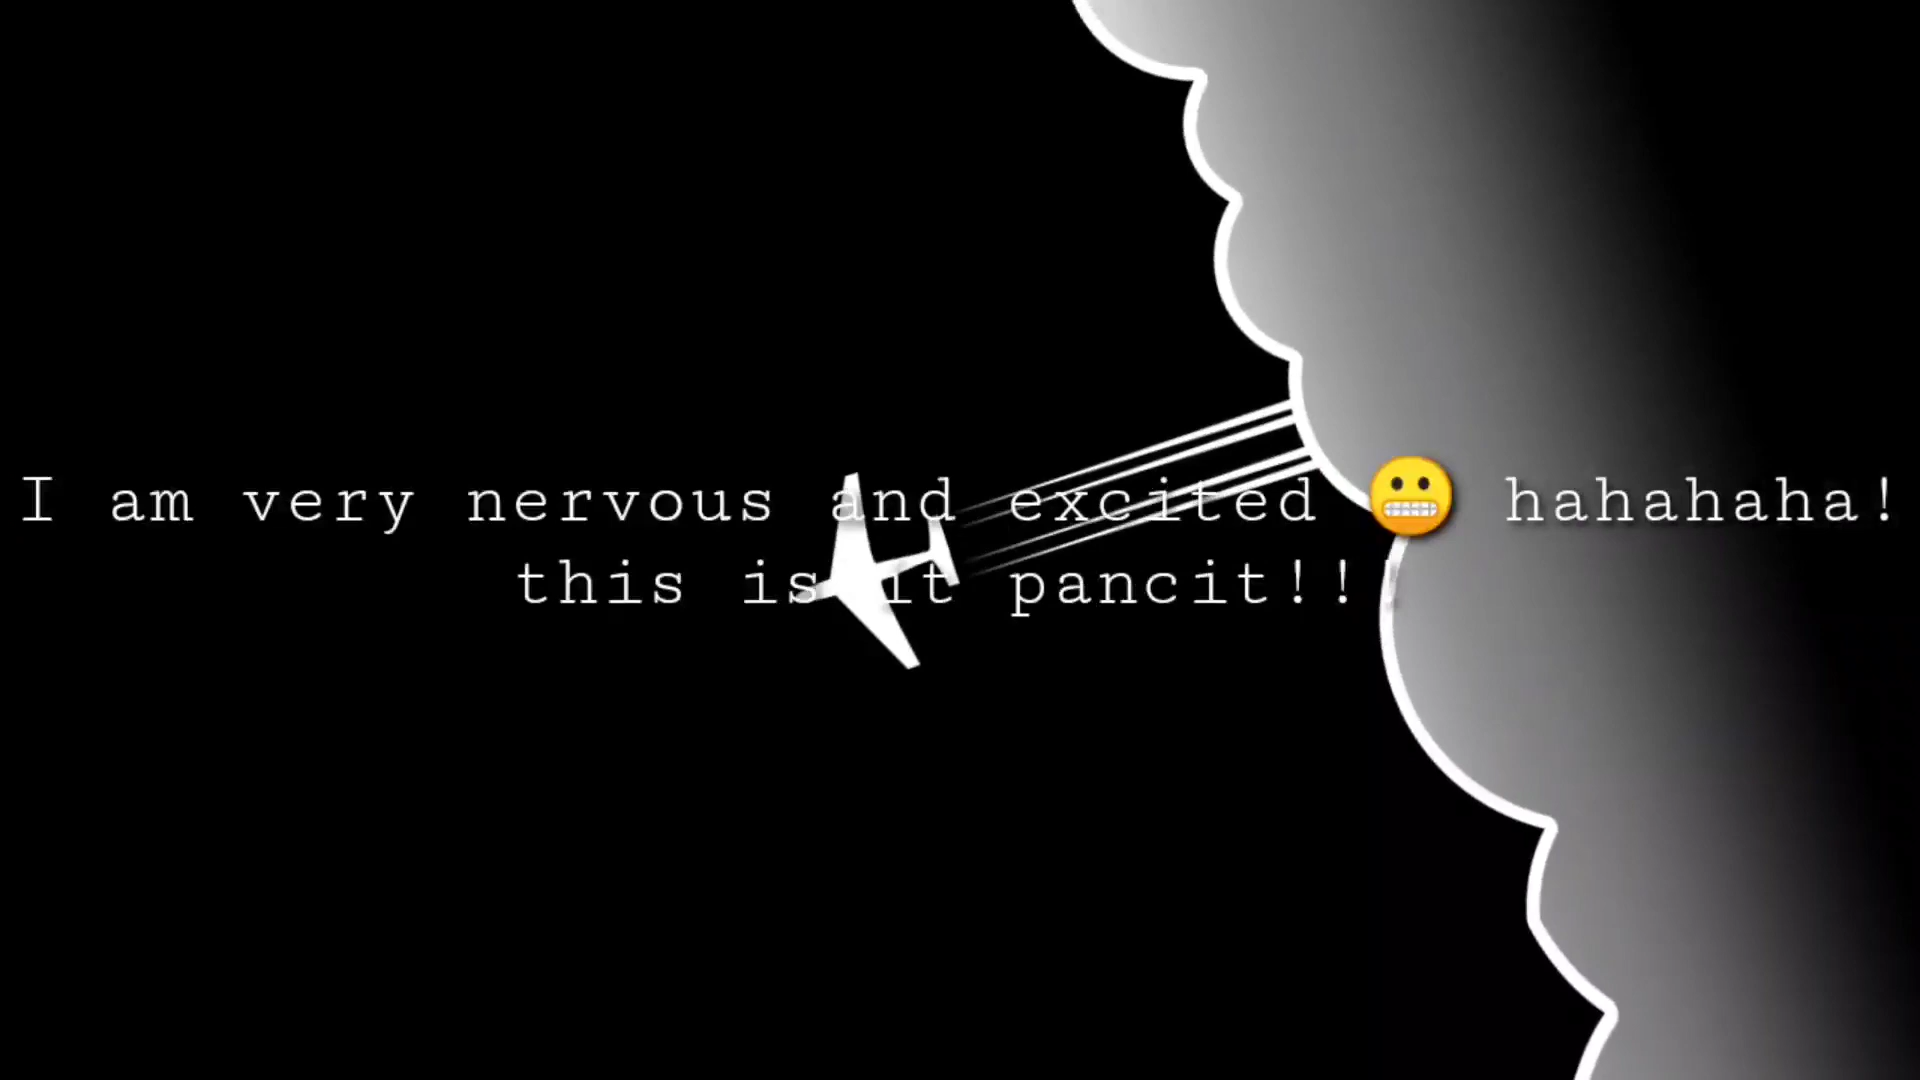 I am very nervous and excited 😬 hahahaha!
this is it pancit!!!